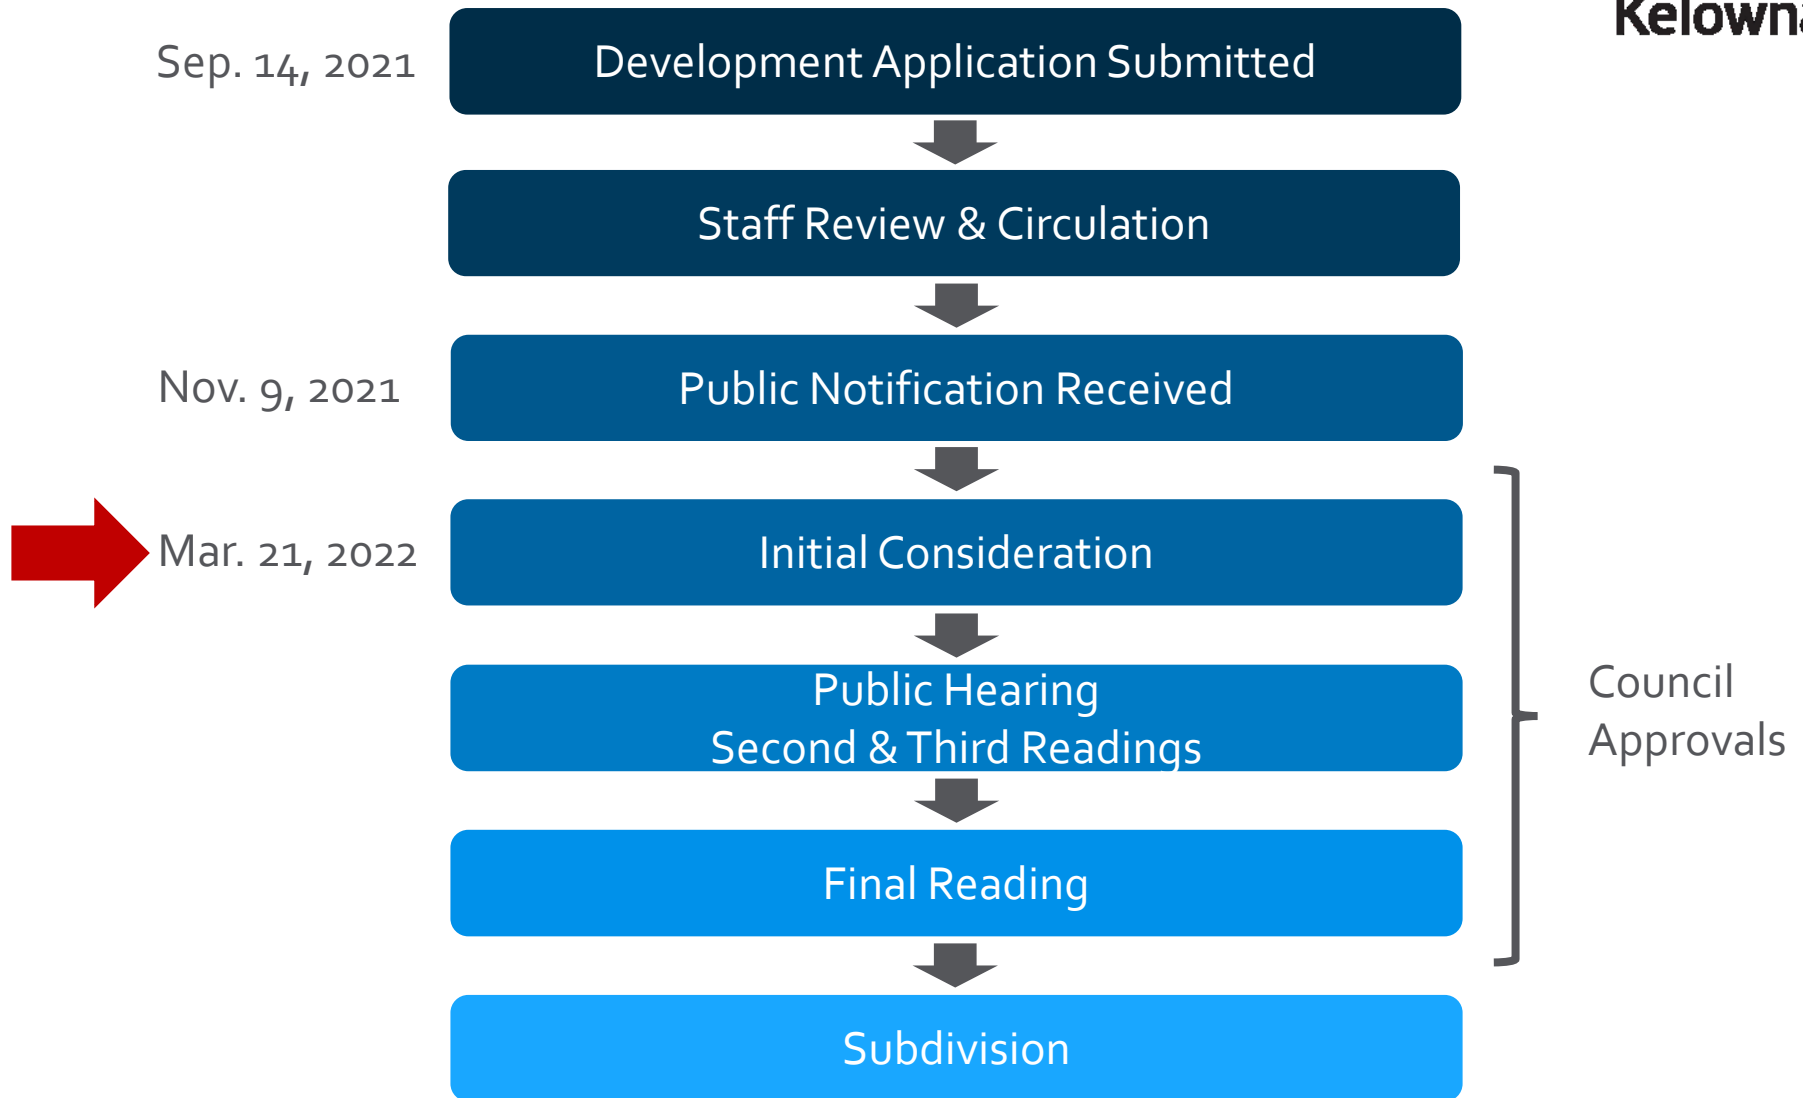 Kelowna
Sep. 14, 2021
Development Application Submitted
Staff Review & Circulation
Nov. 9, 2021
Public Notification Received
Mar. 21, 2022
Initial Consideration
Public Hearing
Second & Third Readings
Council
Approvals
Final Reading
Subdivision